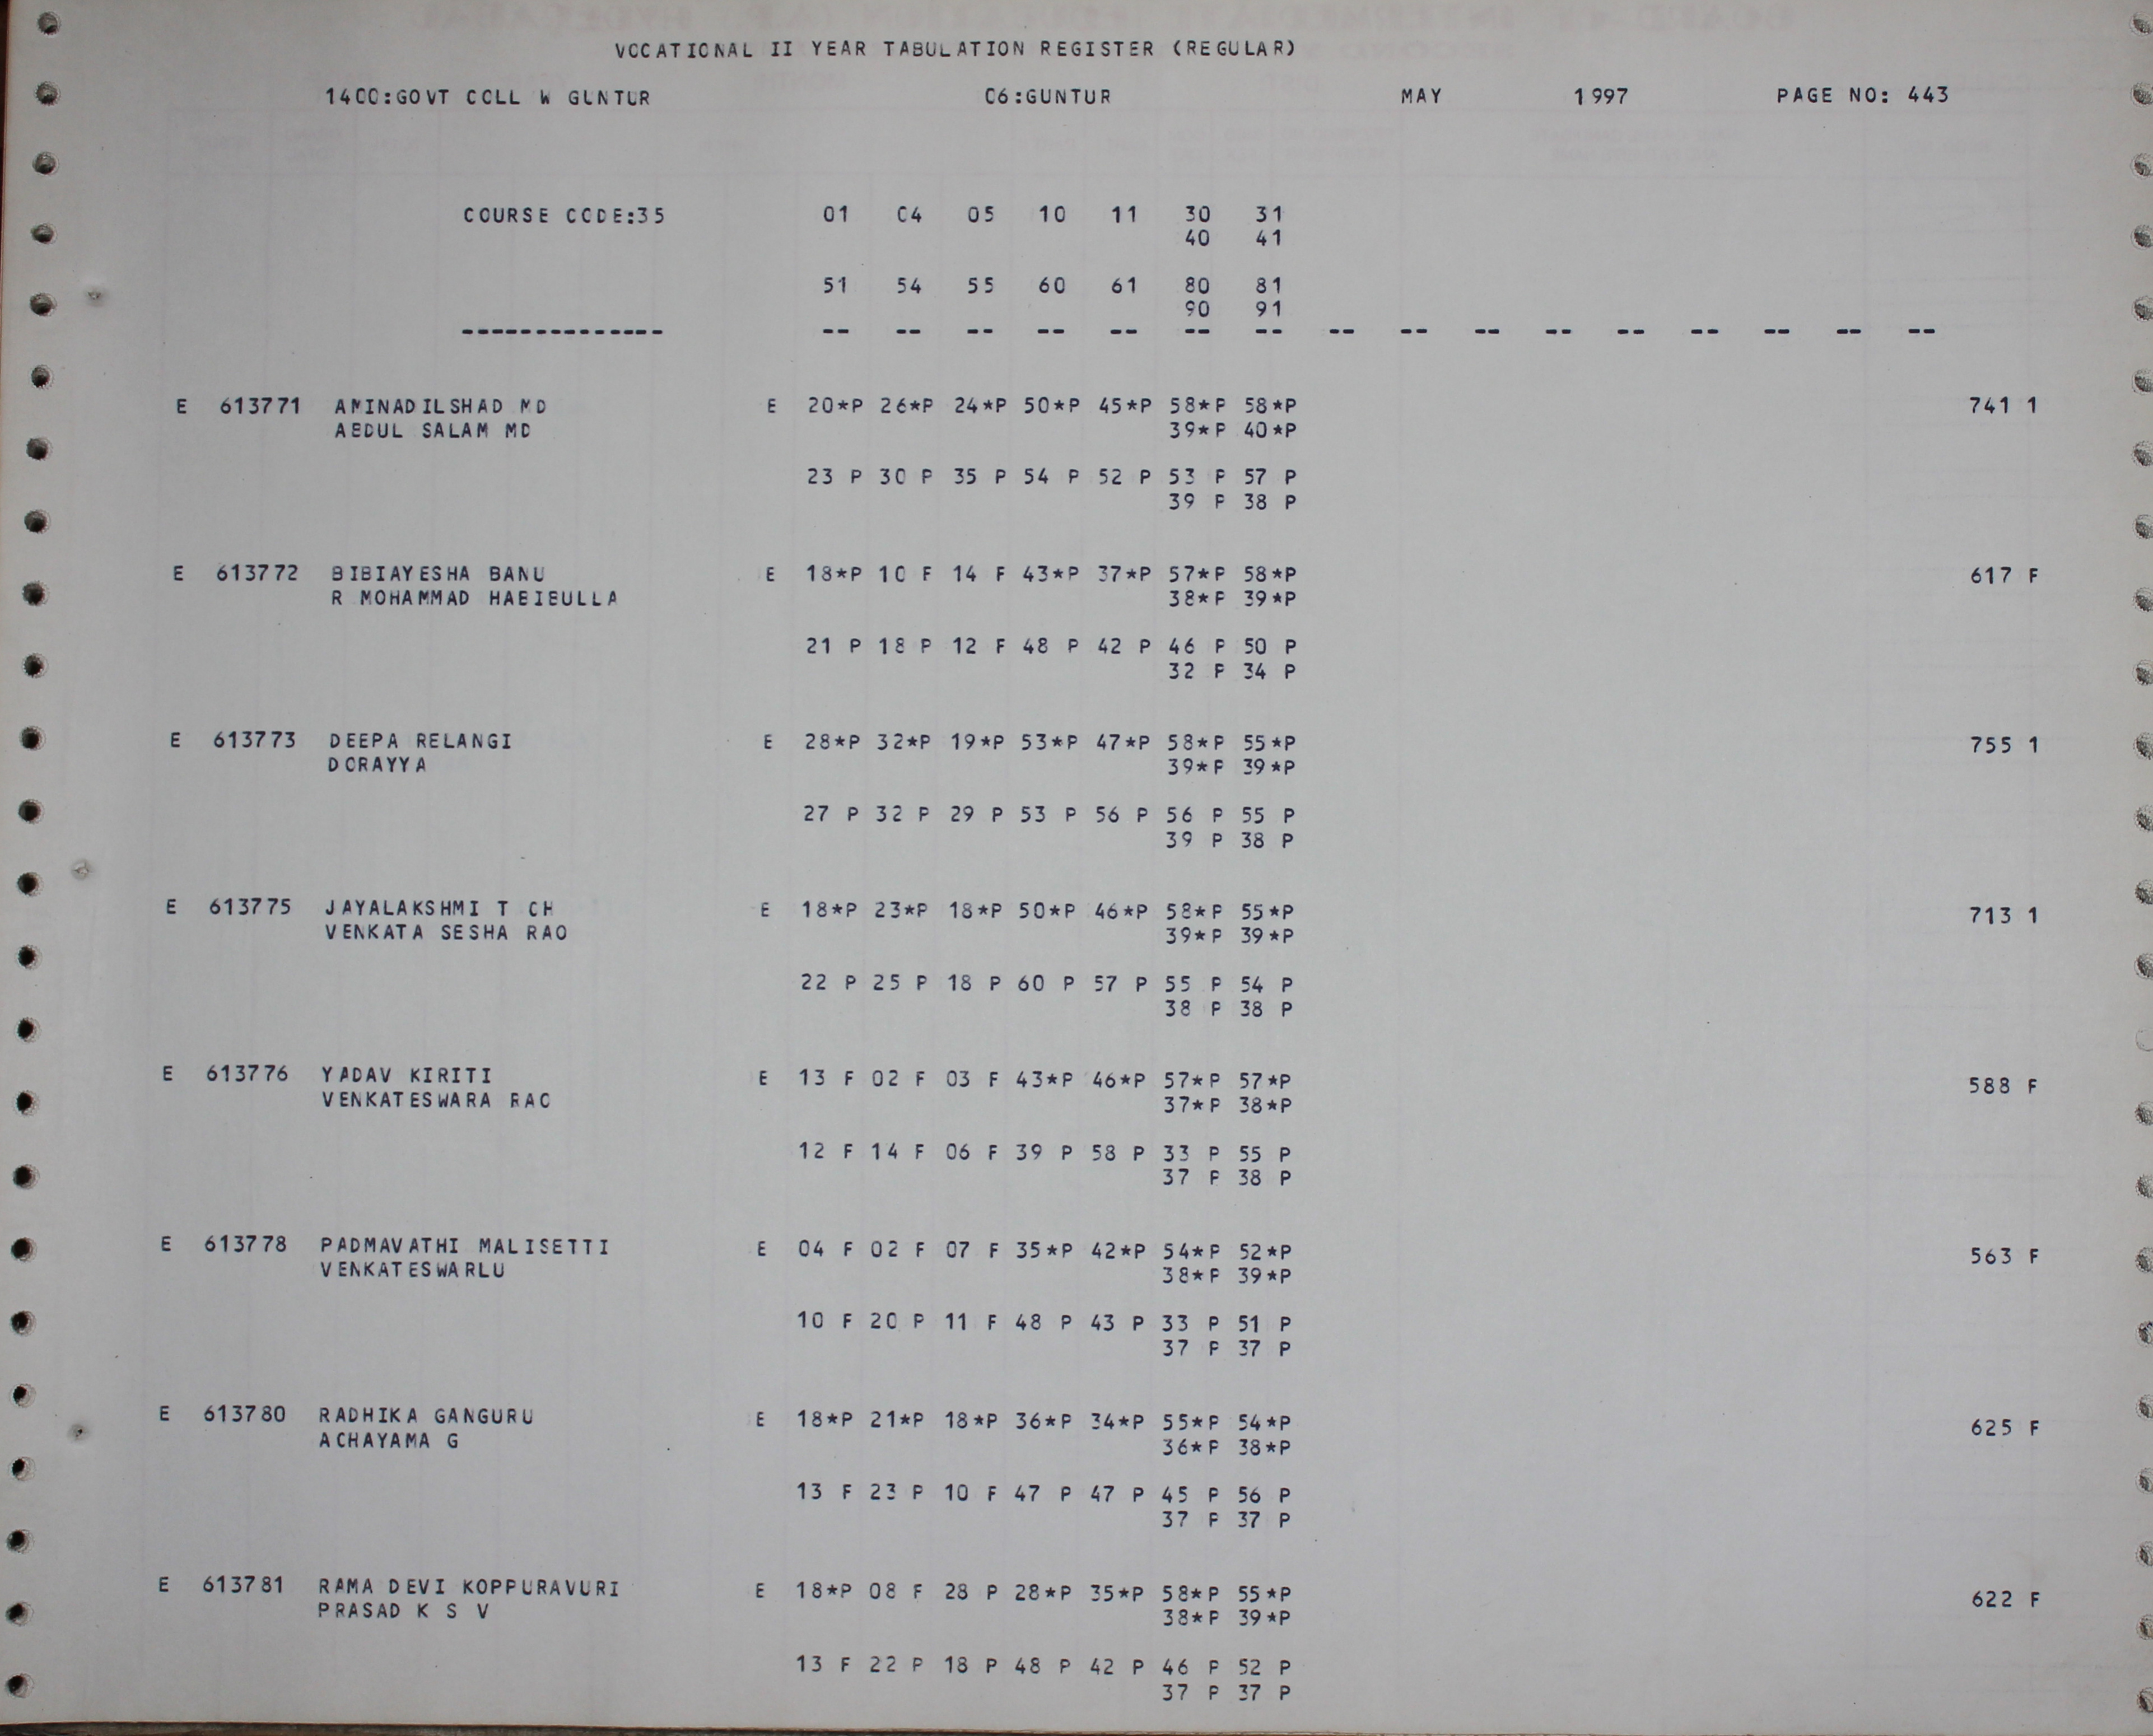 VOCATIONAL II YEAR TABULATION REGISTER (REGULAR)
1400:GOVT COLL W GUNTUR 06:GUNTUR MAY 1997 PAGE NO: 443
COURSE CODE:35 01 04 05 10 11 30 31
40 41
51 54 55 60 61 80 81
90 91
-------------- -- -- -- -- -- -- -- -- -- -- -- -- -- -- -- --
E 613771 AMINADILSHAD MD E 20*P 26*P 24*P 50*P 45*P 58*P 58*P 741 1
ABDUL SALAM MD 39*P 40*P
23 P 30 P 35 P 54 P 52 P 53 P 57 P
39 P 38 P
E 613772 BIBIAYESHA BANU E 18*P 10 F 14 F 43*P 37*P 57*P 58*P 617 F
R MOHAMMAD HABIBULLA 38*P 39*P
21 P 18 P 12 F 48 P 42 P 46 P 50 P
32 P 34 P
E 613773 DEEPA RELANGI E 28*P 32*P 19*P 53*P 47*P 58*P 55*P 755 1
DORAYYA 39*P 39*P
27 P 32 P 29 P 53 P 56 P 56 P 55 P
39 P 38 P
E 613775 JAYALAKSHMI T CH E 18*P 23*P 18*P 50*P 46*P 58*P 55*P 713 1
VENKATA SESHA RAO 39*P 39*P
22 P 25 P 18 P 60 P 57 P 55 P 54 P
38 P 38 P
E 613776 YADAV KIRITI E 13 F 02 F 03 F 43*P 46*P 57*P 57*P 588 F
VENKATESWARA RAO 37*P 38*P
12 F 14 F 06 F 39 P 58 P 33 P 55 P
37 P 38 P
E 613778 PADMAVATHI MALISETTI E 04 F 02 F 07 F 35*P 42*P 54*P 52*P 563 F
VENKATESWARLU 38*P 39*P
10 F 20 P 11 F 48 P 43 P 33 P 51 P
37 P 37 P
E 613780 RADHIKA GANGURU E 18*P 21*P 18*P 36*P 34*P 55*P 54*P 625 F
ACHAYAMA G 36*P 38*P
13 F 23 P 10 F 47 P 47 P 45 P 56 P
37 P 37 P
E 613781 RAMA DEVI KOPPURAVURI E 18*P 08 F 28 P 28*P 35*P 58*P 55*P 622 F
PRASAD K S V 38*P 39*P
13 F 22 P 18 P 48 P 42 P 46 P 52 P
37 P 37 P